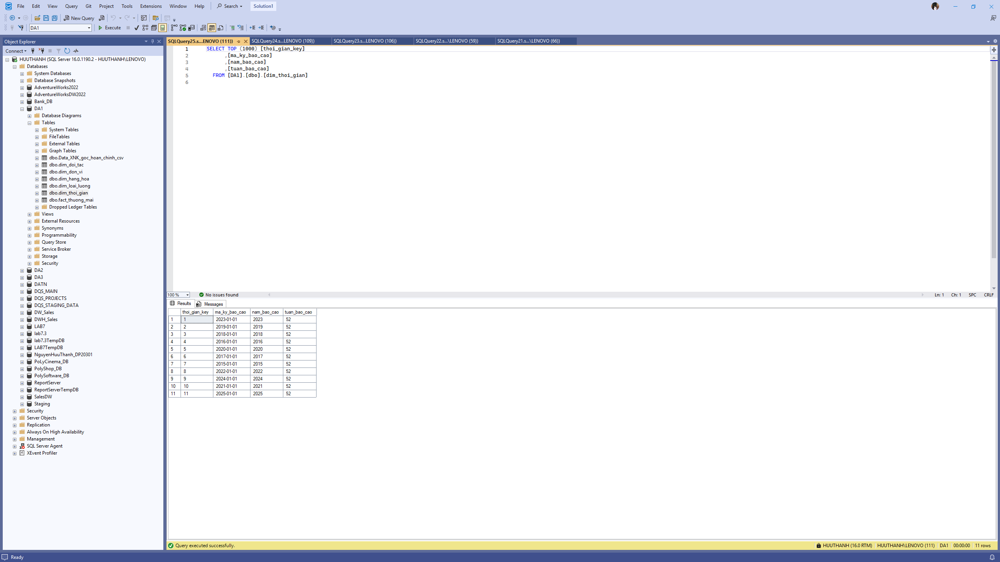 File Edit View Query Git Project Tools Extensions Window Help Search Solution1
New Query
DA1 Execute
Object Explorer
Connect
HUUTHANH (SQL Server 16.0.1190.2 - HUUTHANH\LENOVO)
Databases
System Databases
Database Snapshots
AdventureWorks2022
AdventureWorksDW2022
Bank_DB
DA1
Database Diagrams
Tables
System Tables
FileTables
External Tables
Graph Tables
dbo.Data_XNK_goc_hoan_chinh_csv
dbo.dim_doi_tac
dbo.dim_don_vi
dbo.dim_hang_hoa
dbo.dim_loai_luong
dbo.dim_thoi_gian
dbo.fact_thuong_mai
Dropped Ledger Tables
Views
External Resources
Synonyms
Programmability
Query Store
Service Broker
Storage
Security
DA2
DA3
DATN
DQS_MAIN
DQS_PROJECTS
DQS_STAGING_DATA
DW_Sales
DWH_Sales
LAB7
lab7.3
lab7.3TempDB
LAB7TempDB
NguyenHuuThanh_DP20301
PoLyCinema_DB
PolyShop_DB
PolySoftware_DB
ReportServer
ReportServerTempDB
SalesDW
Staging
Security
Server Objects
Replication
Always On High Availability
Management
SQL Server Agent
XEvent Profiler
SQLQuery25.s...ENOVO (111)) SQLQuery24.s...LENOVO (109)) SQLQuery23.s...LENOVO (106)) SQLQuery22.s...\LENOVO (59)) SQLQuery21.s...\LENOVO (66))
1 SELECT TOP (1000) [thoi_gian_key]
2 ,[ma_ky_bao_cao]
3 ,[nam_bao_cao]
4 ,[tuan_bao_cao]
5 FROM [DA1].[dbo].[dim_thoi_gian]
6
100 % No issues found Ln: 1 Ch: 1 SPC CRLF
Results Messages
thoi_gian_key ma_ky_bao_cao nam_bao_cao tuan_bao_cao
1 1 2023-01-01 2023 52
2 2 2019-01-01 2019 52
3 3 2018-01-01 2018 52
4 4 2016-01-01 2016 52
5 5 2020-01-01 2020 52
6 6 2017-01-01 2017 52
7 7 2015-01-01 2015 52
8 8 2022-01-01 2022 52
9 9 2024-01-01 2024 52
10 10 2021-01-01 2021 52
11 11 2025-01-01 2025 52
Query executed successfully. HUUTHANH (16.0 RTM) HUUTHANH\LENOVO (111) DA1 00:00:00 11 rows
Ready